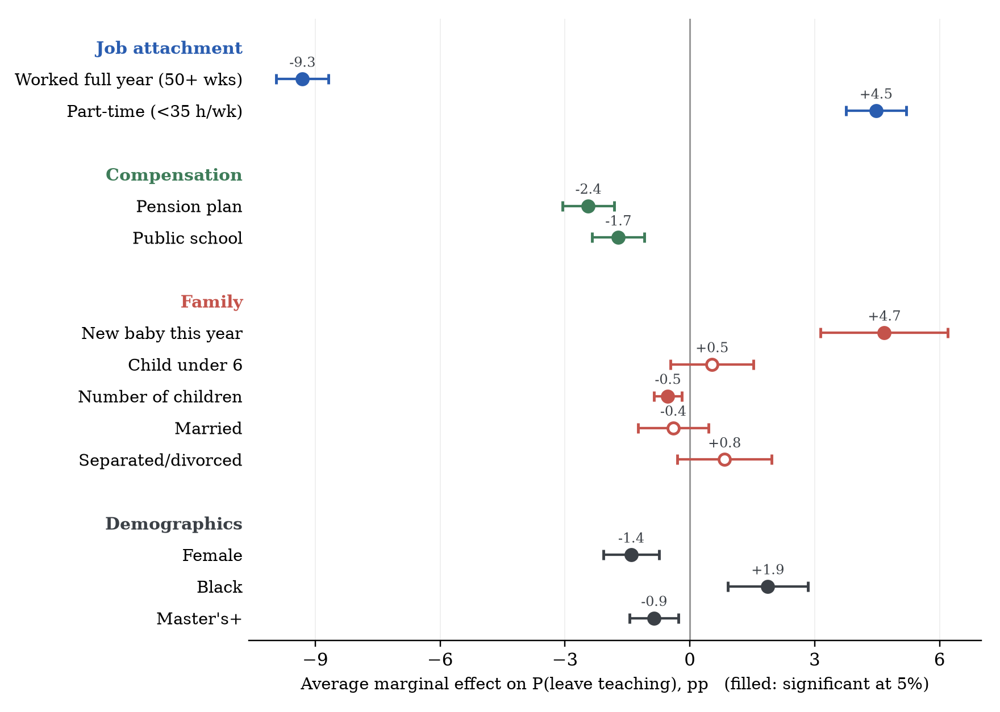 Job attachment
-9.3
Worked full year (50+ wks)
+4.5
Part-time (<35 h/wk)
Compensation
-2.4
Pension plan
-1.7
Public school
Family
+4.7
New baby this year
+0.5
Child under 6
-0.5
Number of children
-0.4
Married
+0.8
Separated/divorced
Demographics
-1.4
Female
+1.9
Black
-0.9
Master's+
−9 −6 −3 0 3 6
Average marginal effect on P(leave teaching), pp (filled: significant at 5%)